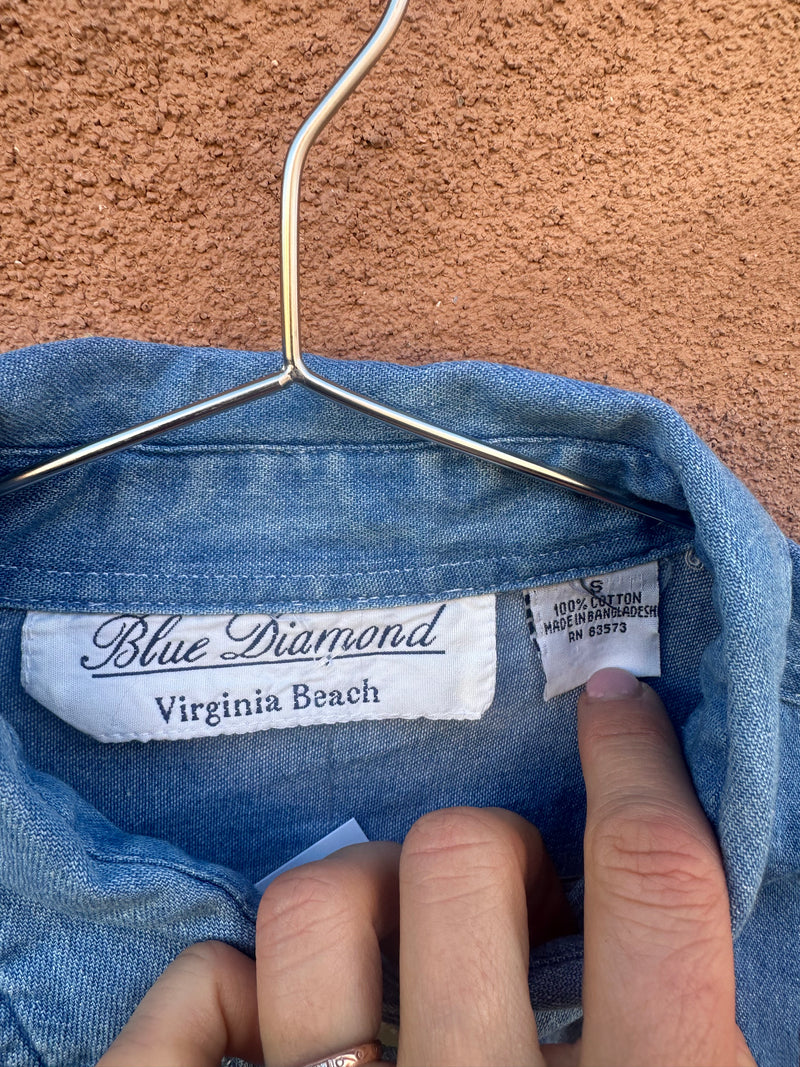 Blue Diamond
Virginia Beach
S
100% COTTON
MADE IN BANGLADESH
RN 63573